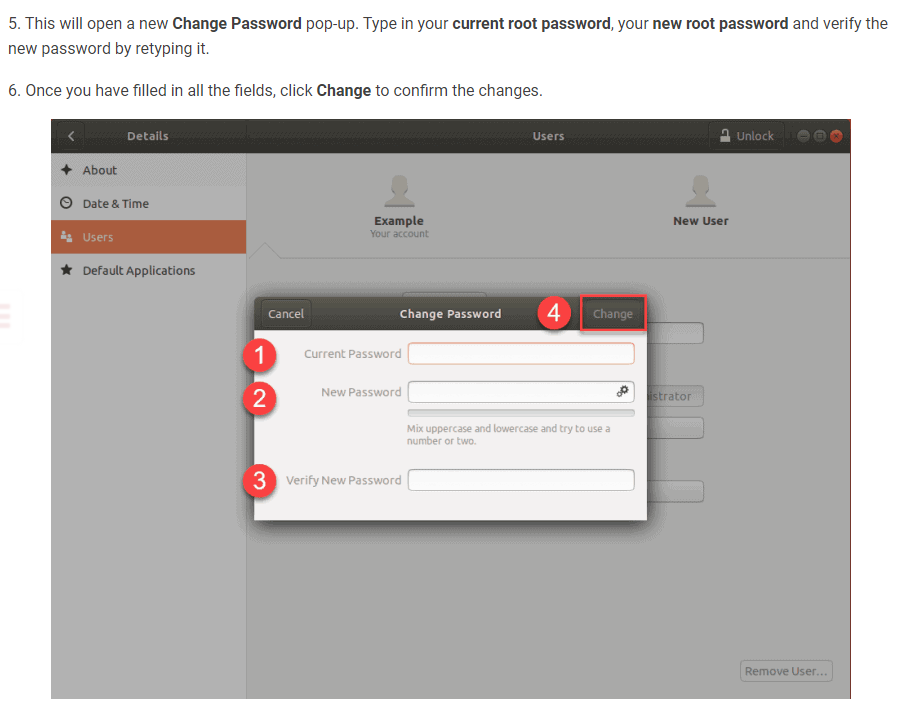 5. This will open a new Change Password pop-up. Type in your current root password, your new root password and verify the
new password by retyping it.
6. Once you have filled in all the fields, click Change to confirm the changes.
Details
Users
Unlock
About
Date & Time
Users
Default Applications
Example
Your account
New User
Cancel
Change Password
4
Change
1
Current Password
2
New Password
istrator
Mix uppercase and lowercase and try to use a
number or two.
3
Verify New Password
Remove User...